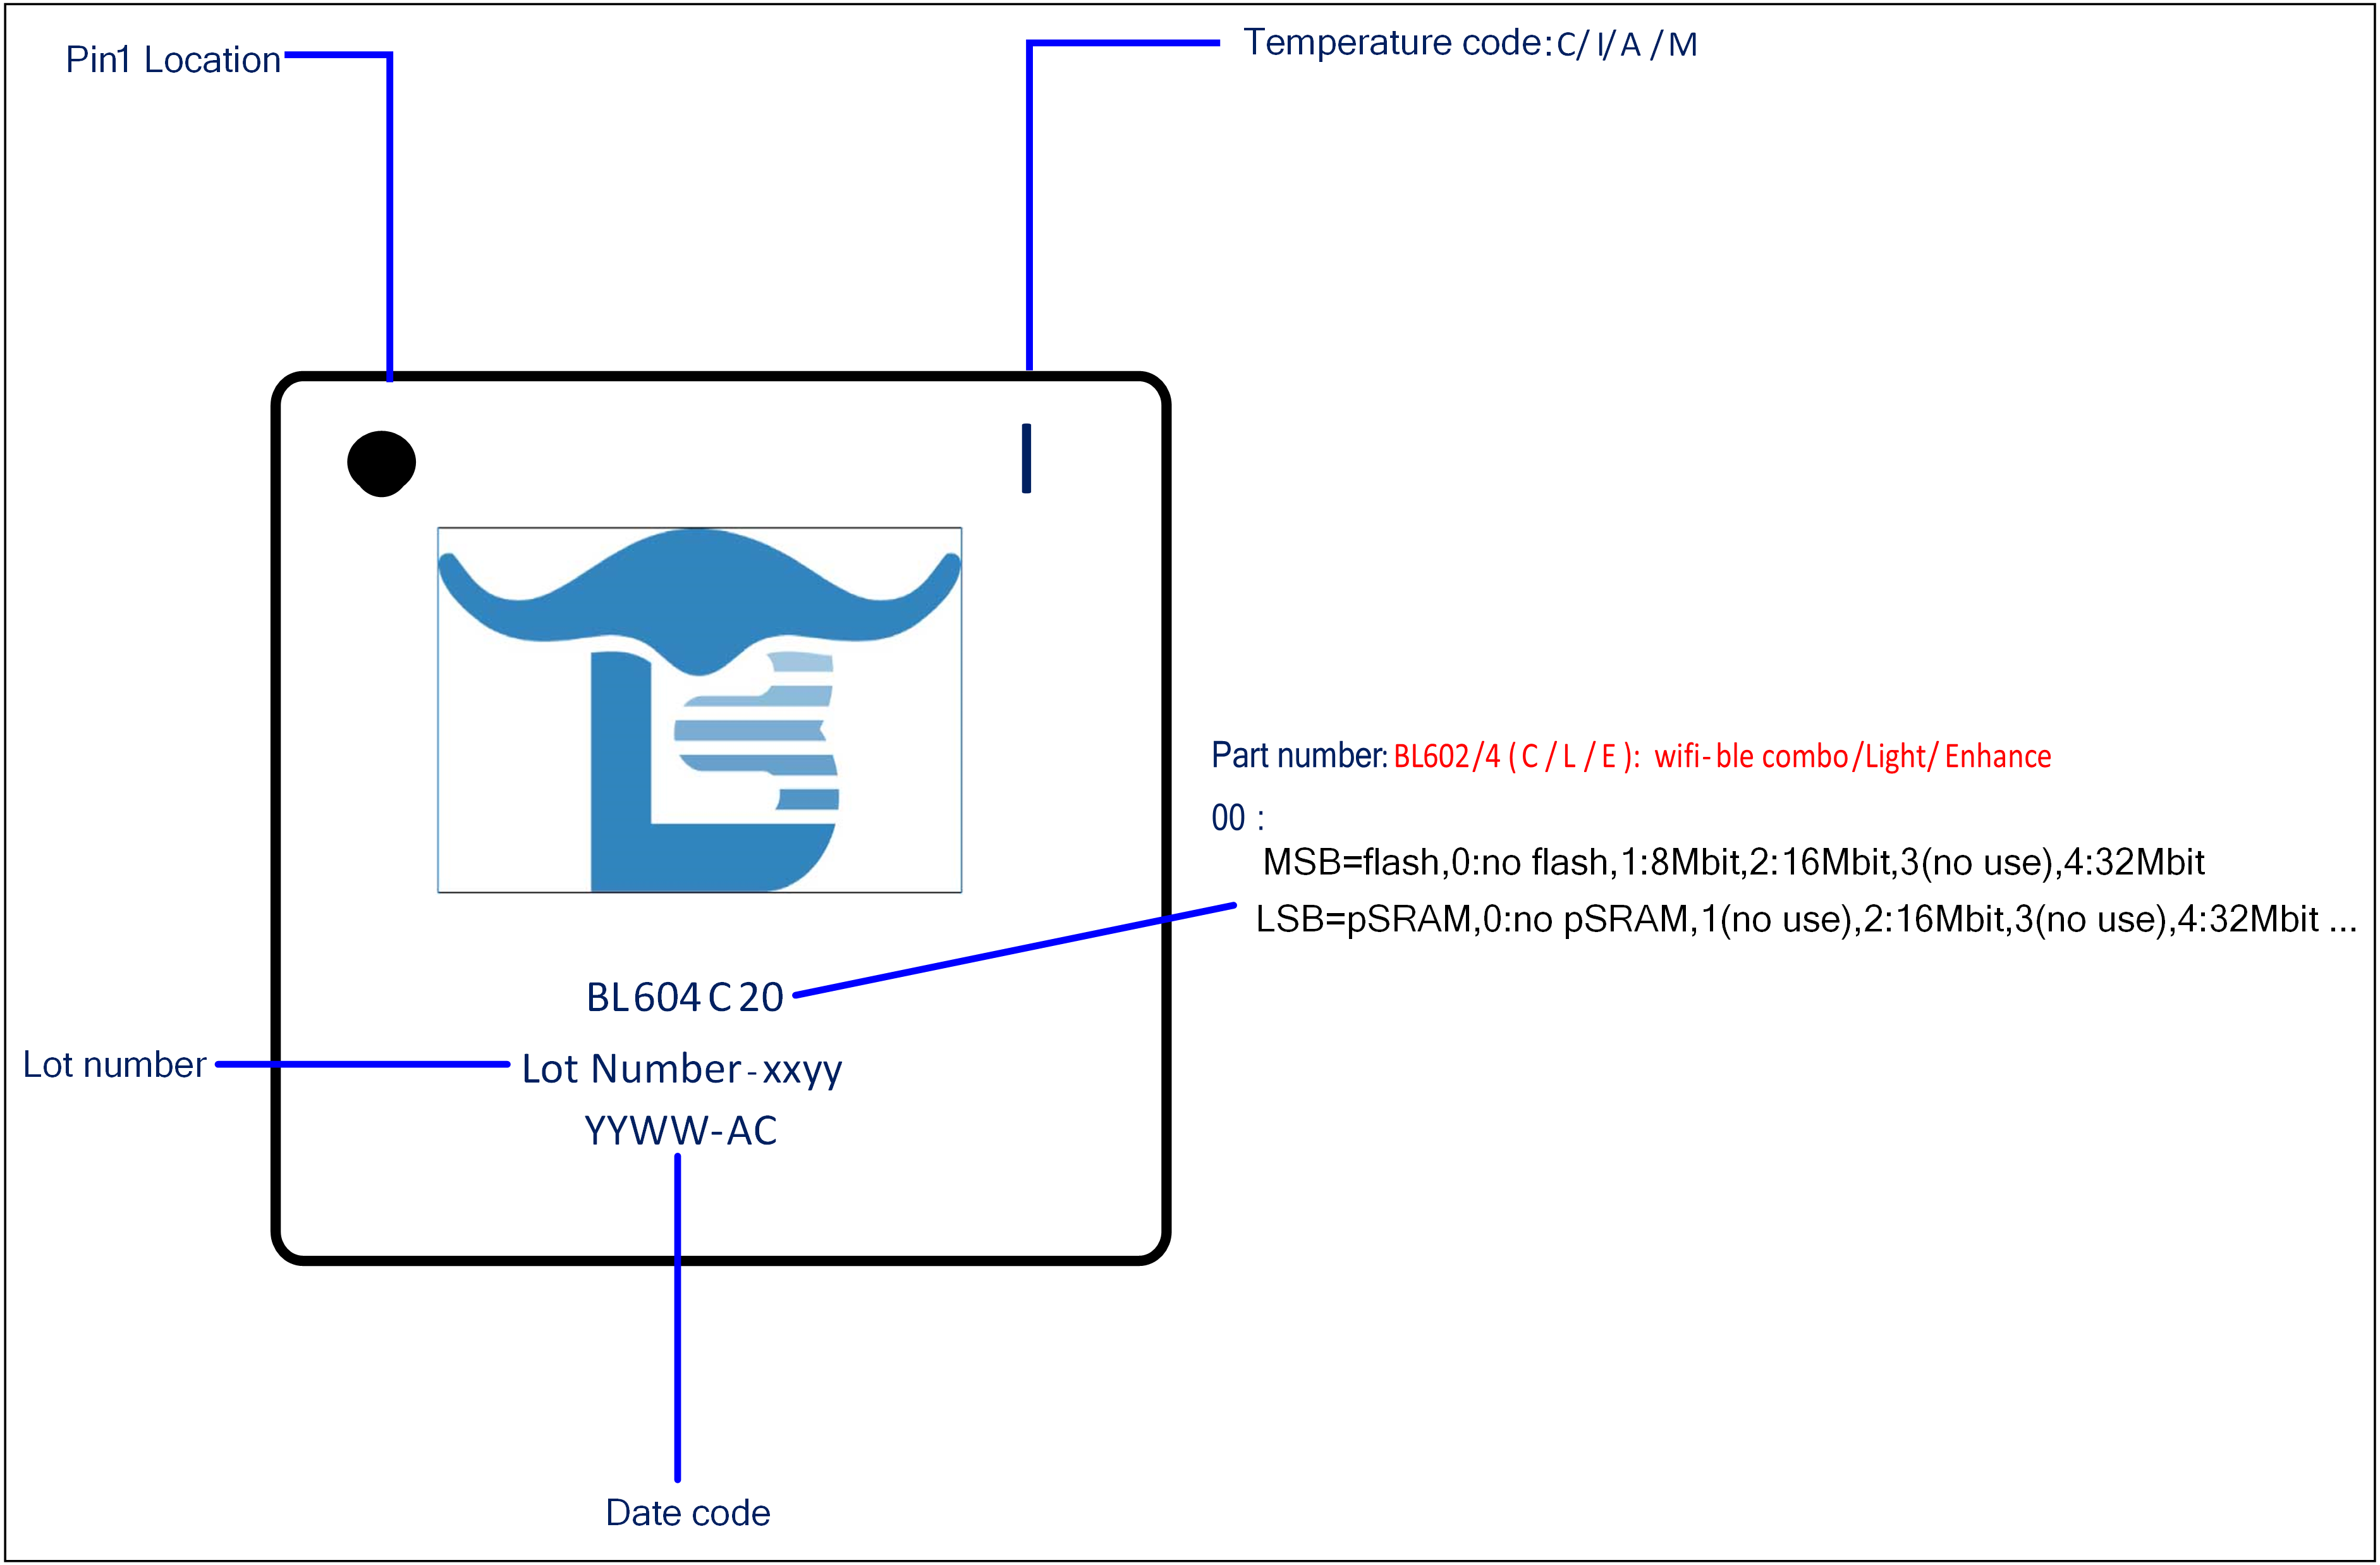 Pin1 Location
Temperature code:C/I/A/M
I
Part number:BL602/4(C/L/E): wifi-ble combo/Light/Enhance
00 :
MSB=flash,0:no flash,1:8Mbit,2:16Mbit,3(no use),4:32Mbit
LSB=pSRAM,0:no pSRAM,1(no use),2:16Mbit,3(no use),4:32Mbit ...
BL604C20
Lot number
Lot Number-xxyy
YYWW-AC
Date code